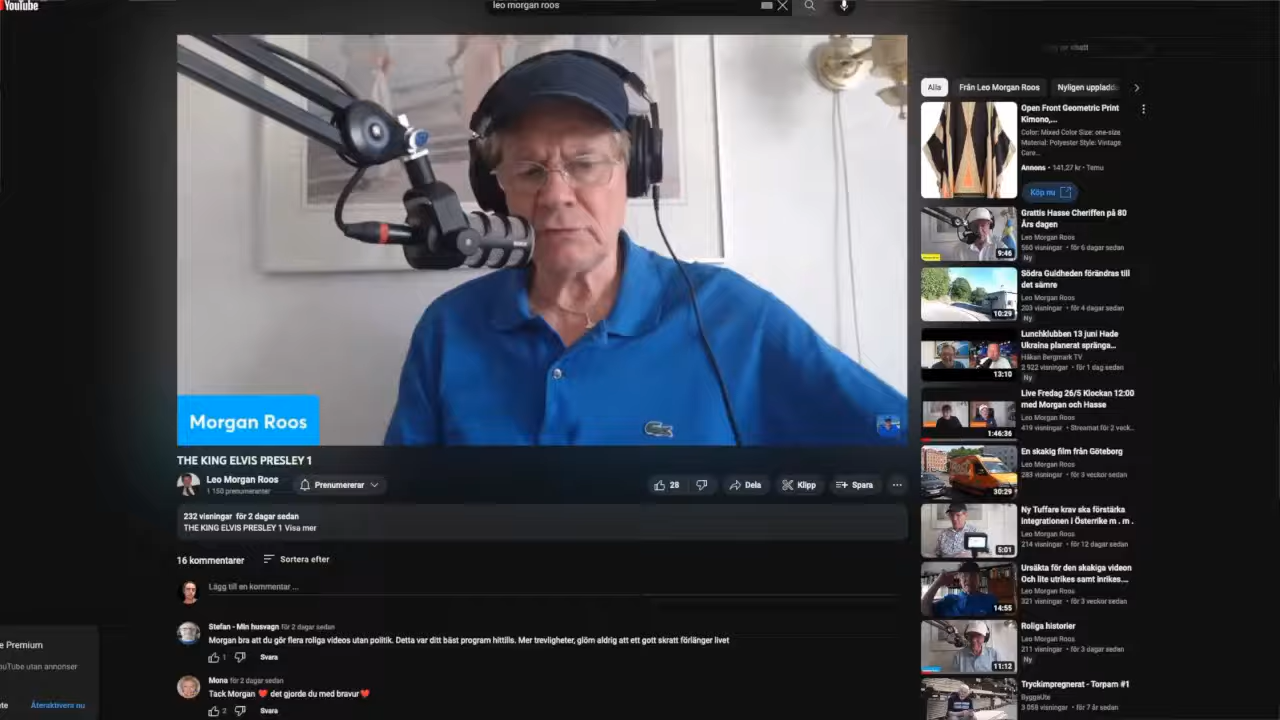 YouTube
leo morgan roos
Morgan Roos
THE KING ELVIS PRESLEY 1
Leo Morgan Roos
1 150 prenumeranter
Prenumererar
28
Dela
Klipp
Spara
232 visningar för 2 dagar sedan
THE KING ELVIS PRESLEY 1 Visa mer
16 kommentarer
Sortera efter
Lägg till en kommentar ...
Stefan - Min husvagn för 2 dagar sedan
Morgan bra att du gör flera roliga videos utan politik. Detta var ditt bäst program hittills. Mer trevligheter, glöm aldrig att ett gott skratt förlänger livet
1
Svara
Mona för 2 dagar sedan
Tack Morgan ❤️ det gjorde du med bravur❤️
2
Svara
e Premium
YouTube utan annonser
Återaktivera nu
Alla
Från Leo Morgan Roos
Nyligen uppladda
Open Front Geometric Print
Kimono,...
Color: Mixed Color Size: one-size
Material: Polyester Style: Vintage
Care...
Annons • 141,27 kr • Temu
Köp nu
9:46
Grattis Hasse Cheriffen på 80
Års dagen
Leo Morgan Roos
560 visningar • för 6 dagar sedan
Ny
10:29
Södra Guldheden förändras till
det sämre
Leo Morgan Roos
203 visningar • för 4 dagar sedan
Ny
13:10
Lunchklubben 13 juni Hade
Ukraina planerat spränga...
Håkan Bergmark TV
2 922 visningar • för 1 dag sedan
Ny
1:46:36
Live Fredag 26/5 Klockan 12:00
med Morgan och Hasse
Leo Morgan Roos
419 visningar • Streamat för 2 veck...
30:29
En skakig film från Göteborg
Leo Morgan Roos
283 visningar • för 3 veckor sedan
5:01
Ny Tuffare krav ska förstärka
integrationen i Österrike m . m .
Leo Morgan Roos
214 visningar • för 12 dagar sedan
14:55
Ursäkta för den skakiga videon
Och lite utrikes samt inrikes....
Leo Morgan Roos
321 visningar • för 3 veckor sedan
11:12
Roliga historier
Leo Morgan Roos
211 visningar • för 3 dagar sedan
Ny
Tryckimpregnerat - Torpam #1
ByggaUte
3 059 visningar • för 7 år sedan